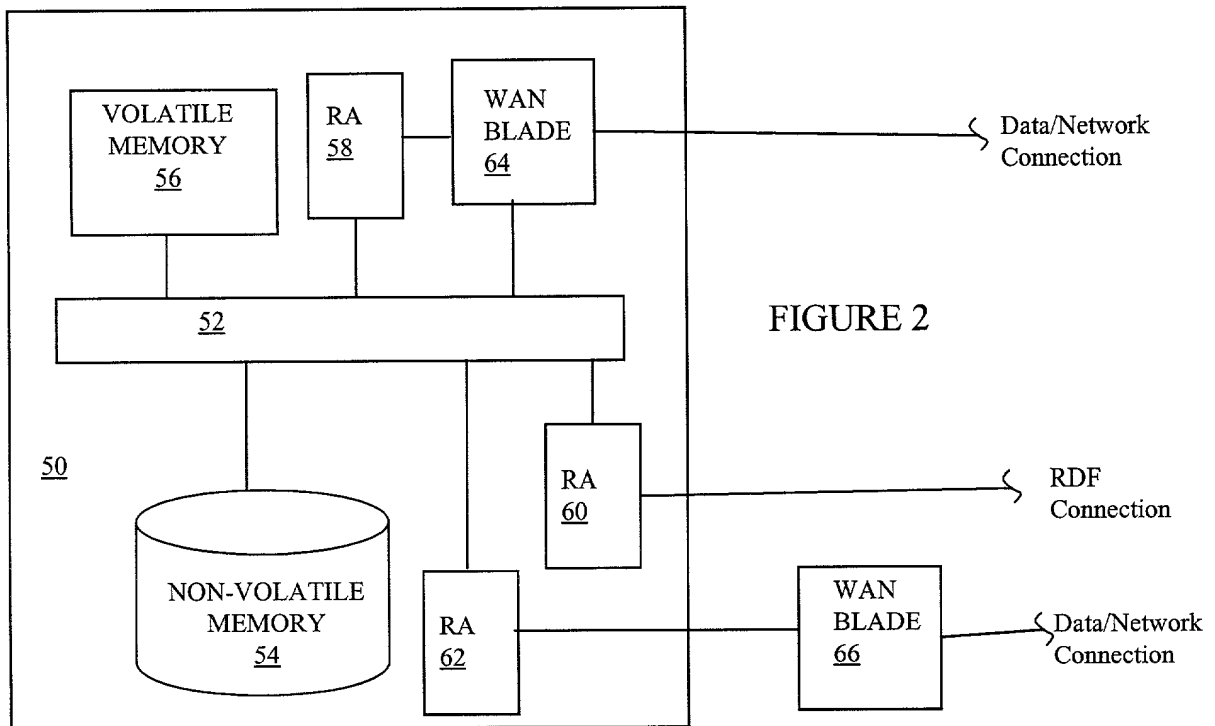 VOLATILE
MEMORY
56
RA
58
WAN
BLADE
64
Data/Network
Connection
52
FIGURE 2
50
RA
60
RDF
Connection
NON-VOLATILE
MEMORY
54
RA
62
WAN
BLADE
66
Data/Network
Connection